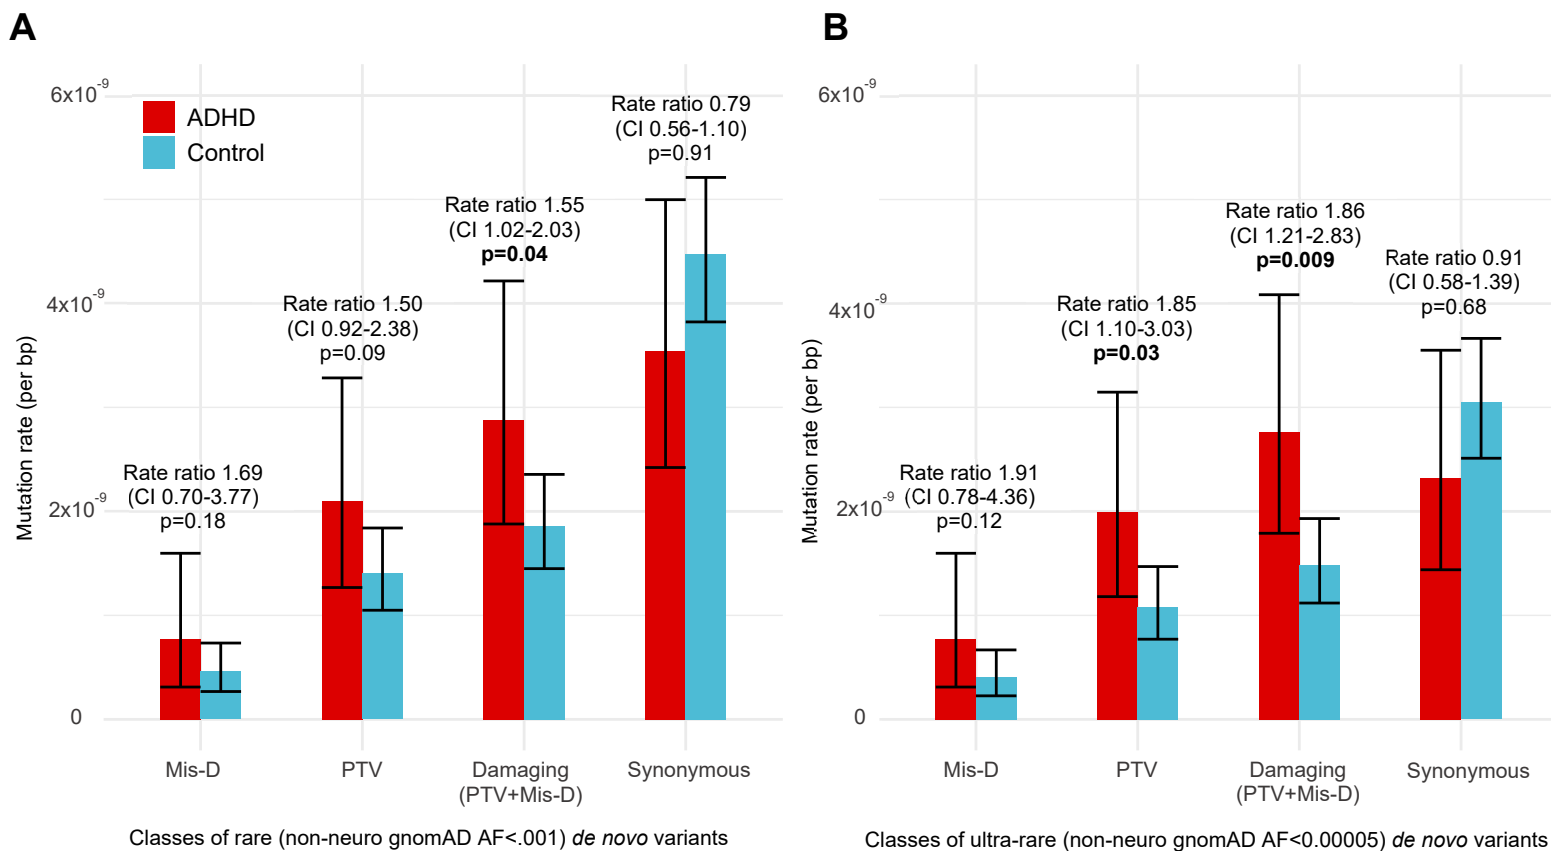 A
6x10-9
ADHD
Control
4x10-9
2x10-9
0
Mutation rate (per bp)
Rate ratio 1.69
(CI 0.70-3.77)
p=0.18
Rate ratio 1.50
(CI 0.92-2.38)
p=0.09
Rate ratio 1.55
(CI 1.02-2.03)
p=0.04
Rate ratio 0.79
(CI 0.56-1.10)
p=0.91
Mis-D
PTV
Damaging
(PTV+Mis-D)
Synonymous
Classes of rare (non-neuro gnomAD AF<.001) de novo variants
B
6x10-9
4x10-9
2x10-9
0
Mutation rate (per bp)
Rate ratio 1.91
(CI 0.78-4.36)
p=0.12
Rate ratio 1.85
(CI 1.10-3.03)
p=0.03
Rate ratio 1.86
(CI 1.21-2.83)
p=0.009
Rate ratio 0.91
(CI 0.58-1.39)
p=0.68
Mis-D
PTV
Damaging
(PTV+Mis-D)
Synonymous
Classes of ultra-rare (non-neuro gnomAD AF<0.00005) de novo variants